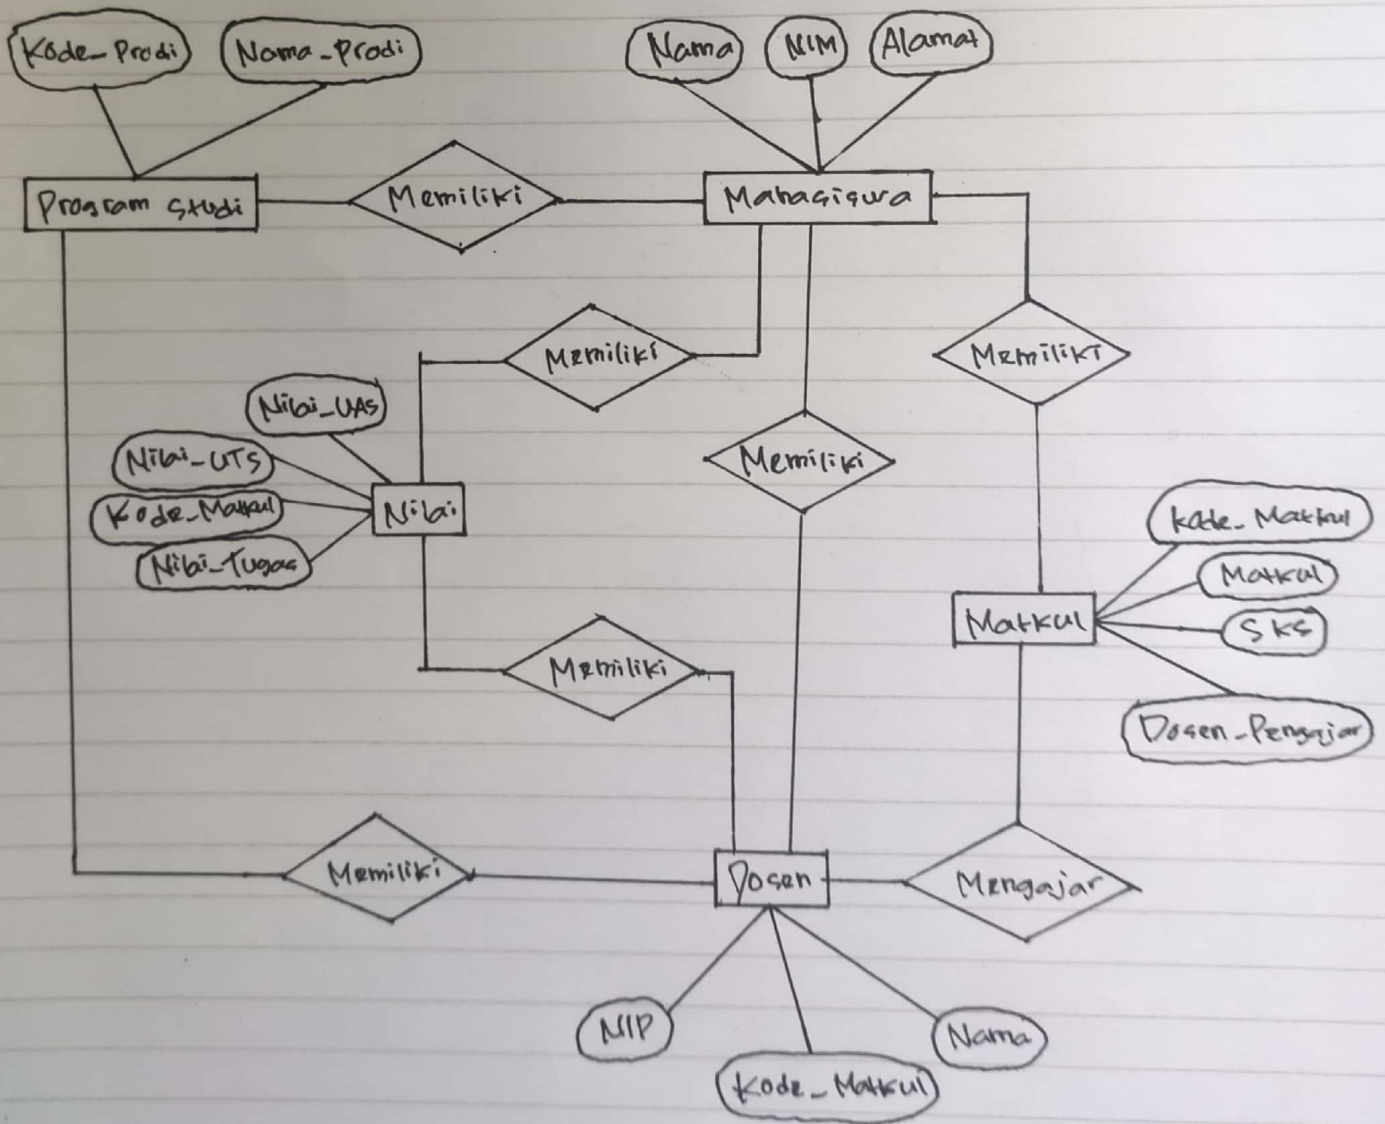 Kode_Prodi
Nama_Prodi
Nama
NIM
Alamat
Program Studi
Memiliki
Mahasiswa
Memiliki
Memiliki
Nilai_UAS
Nilai_UTS
Memiliki
Kode_Matkul
Nilai
Nilai_Tugas
Kode_Matkul
Matkul
Matkul
SKS
Memiliki
Dosen_Pengajar
Memiliki
Dosen
Mengajar
NIP
Nama
Kode_Matkul